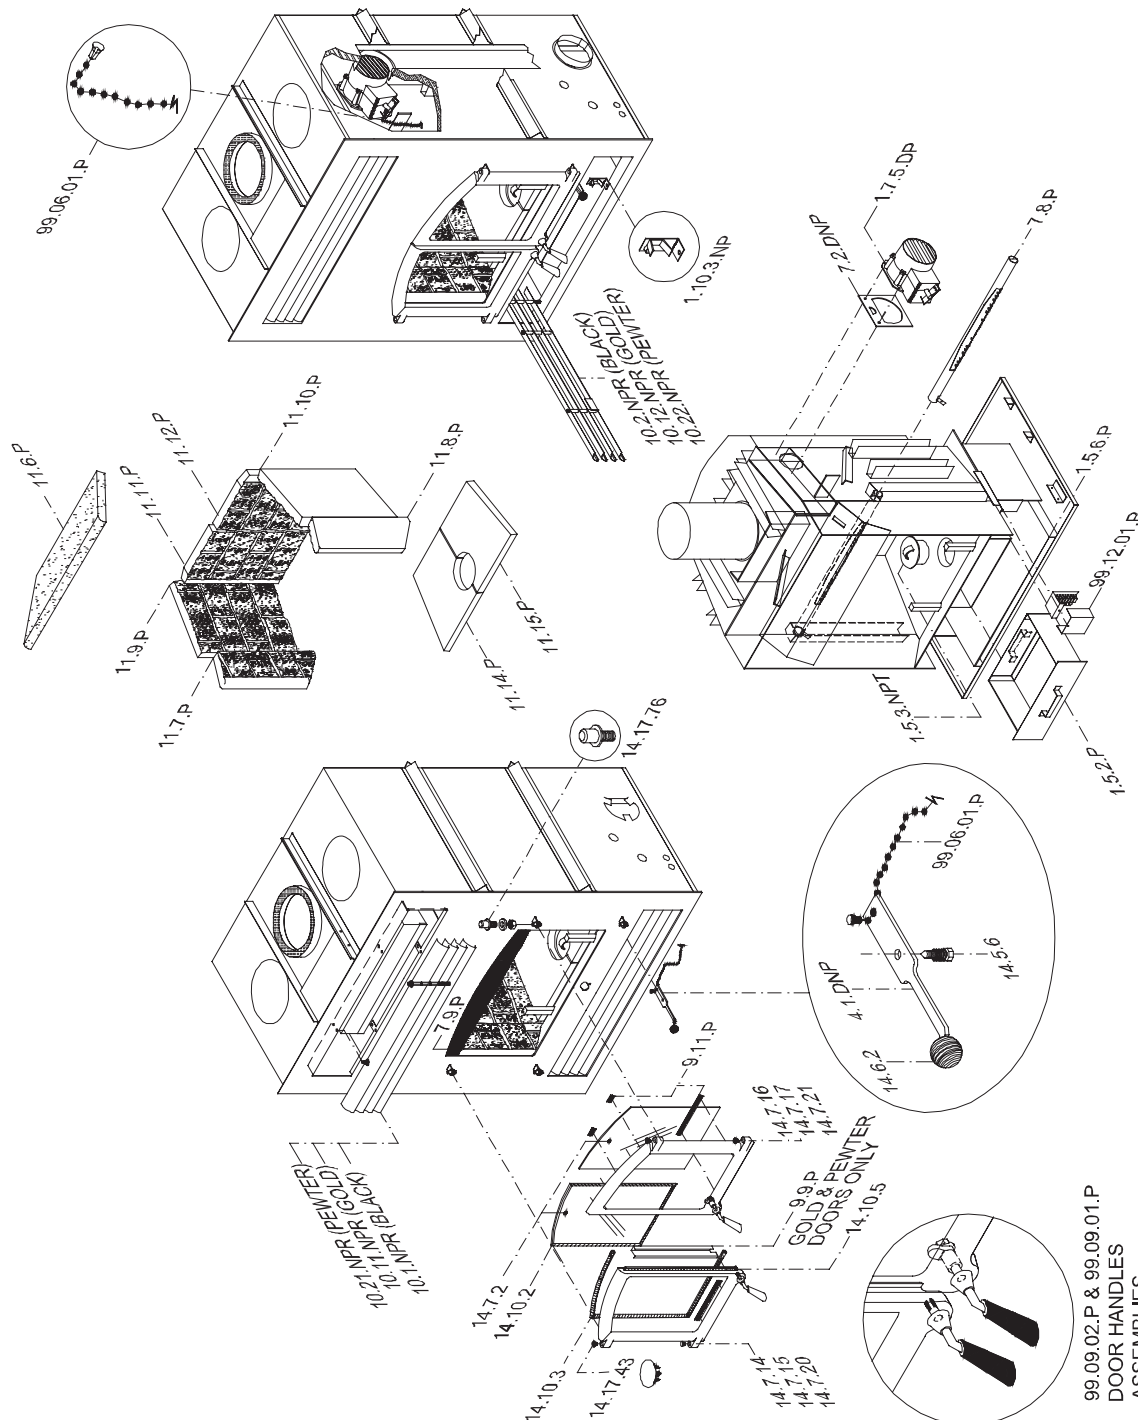 99.06.01.P
1.10.3.NP
10.2.NPR (BLACK)
10.12.NPR (GOLD)
10.22.NPR (PEWTER)
11.6.P
11.11.P
11.12.P
11.10.P
11.9.P
11.7.P
11.8.P
11.14.P
11.15.P
7.2.DNP
1.7.5.DP
7.8.P
1.5.6.P
99.12.01.P
1.5.3.NPT
1.5.2.P
14.17.76
7.9.P
9.11.P
10.21.NPR (PEWTER)
10.11.NPR (GOLD)
10.1.NPR (BLACK)
14.7.2
14.10.2
14.10.3
14.17.43
14.7.14
14.7.15
14.7.20
14.7.16
14.7.17
14.7.21
9.9.P
GOLD & PEWTER
DOORS ONLY
14.10.5
99.06.01.P
4.1.DNP
14.5.6
14.6.2
99.09.02.P & 99.09.01.P
DOOR HANDLES
ASSEMBLIES